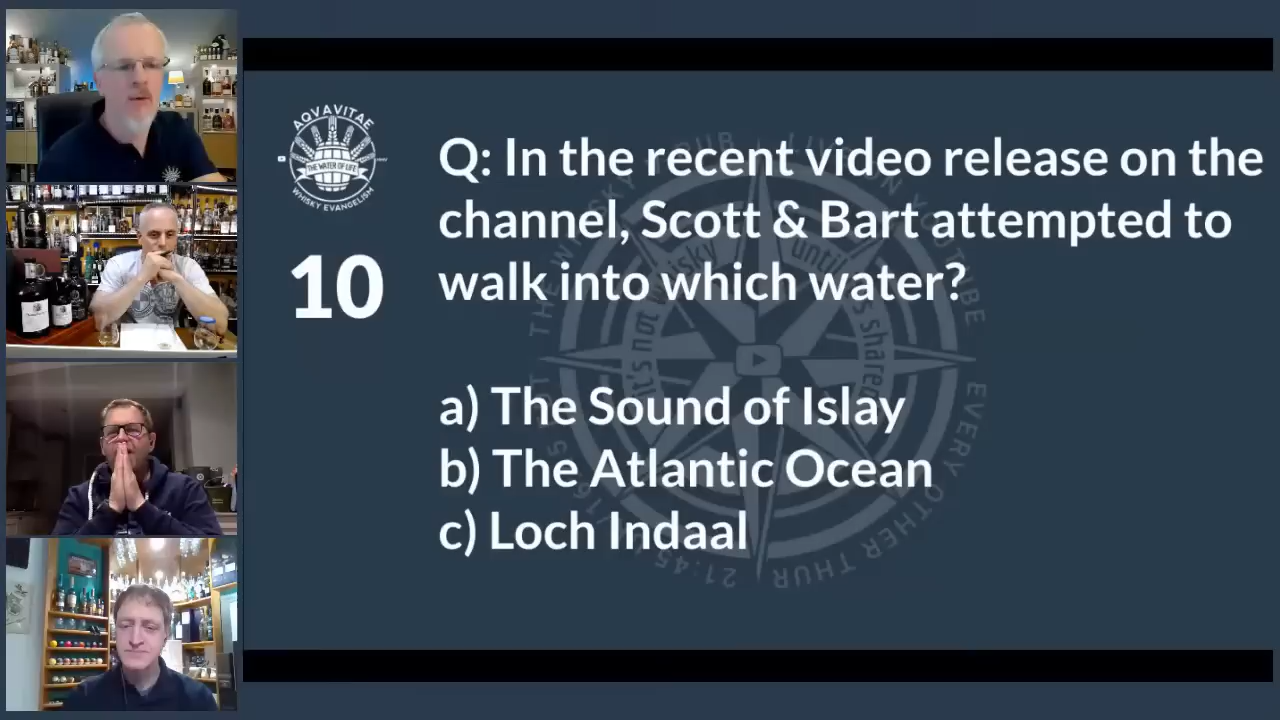 AQVAVITAE
THE WATER OF LIFE
WHISKY EVANGELISM
10
Q: In the recent video release on the
channel, Scott & Bart attempted to
walk into which water?
a) The Sound of Islay
b) The Atlantic Ocean
c) Loch Indaal